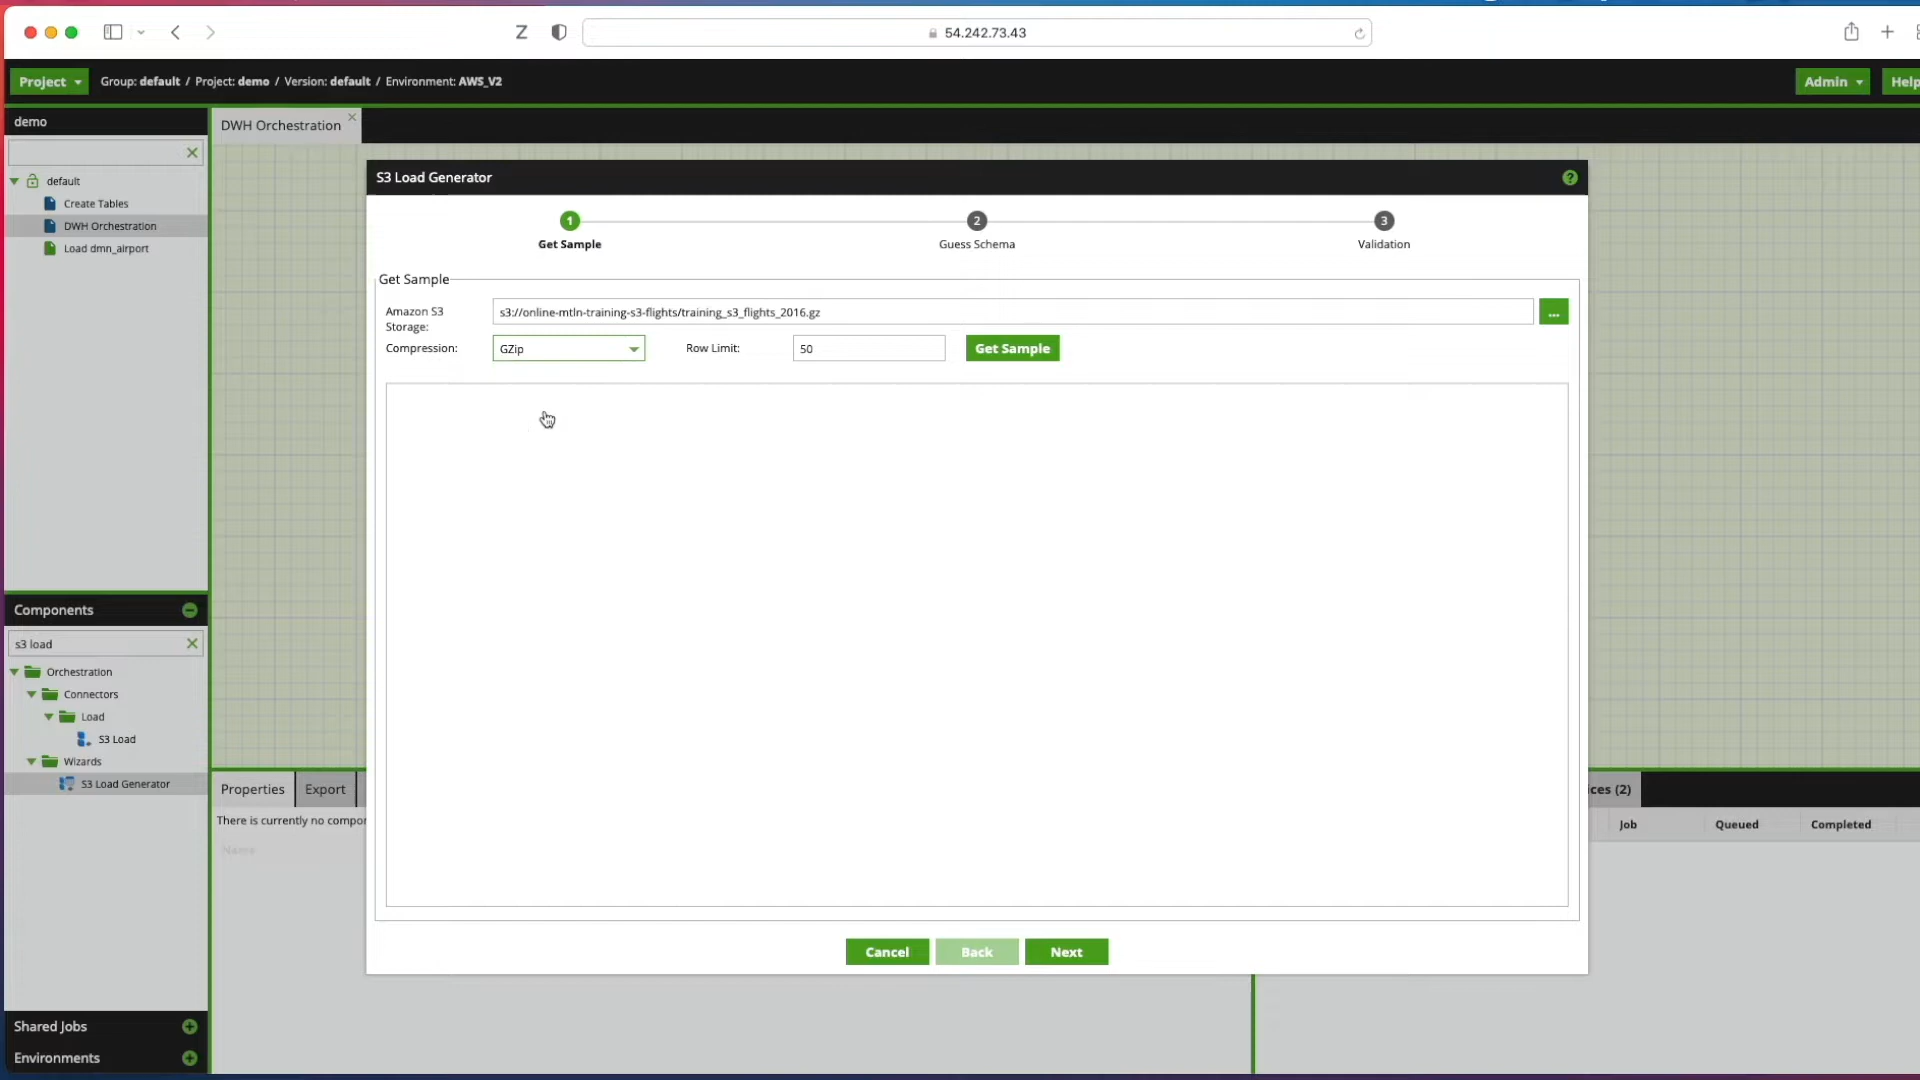 54.242.73.43
Project
Group: default / Project: demo / Version: default / Environment: AWS_V2
Admin
Help
demo
DWH Orchestration
default
Create Tables
DWH Orchestration
Load dmn_airport
S3 Load Generator
1
2
3
Get Sample
Guess Schema
Validation
Get Sample
Amazon S3
Storage:
s3://online-mtln-training-s3-flights/training_s3_flights_2016.gz
...
Compression:
GZip
Row Limit:
50
Get Sample
Components
s3 load
Orchestration
Connectors
Load
S3 Load
Wizards
S3 Load Generator
Properties
Export
There is currently no compo
Name
ces (2)
Job
Queued
Completed
Cancel
Back
Next
Shared Jobs
Environments